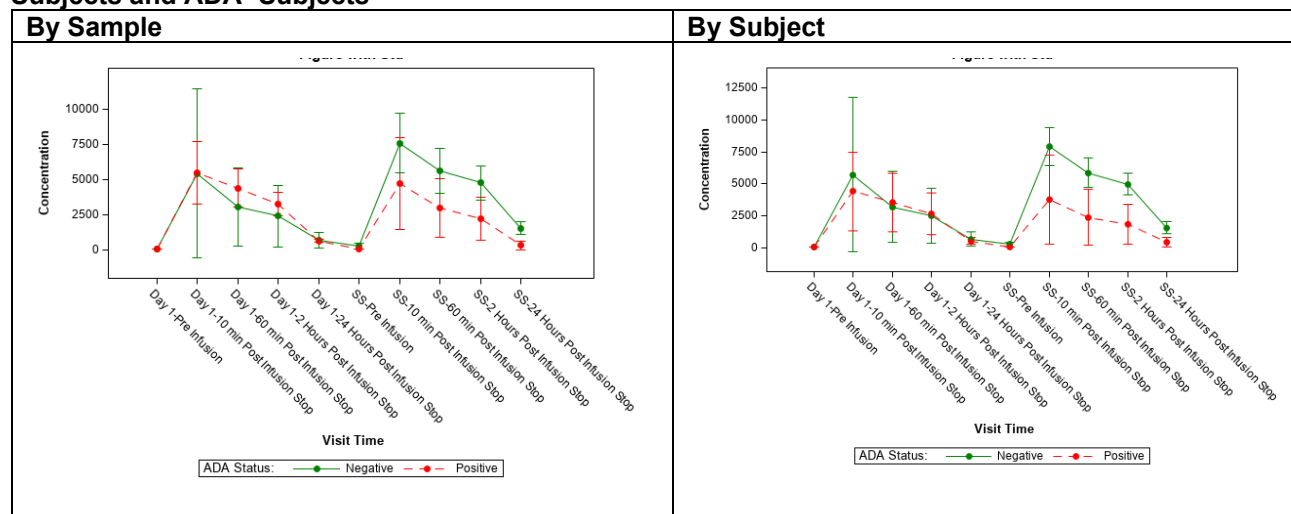 Subjects and ADA- Subjects
By Sample
By Subject
Concentration
10000
7500
5000
2500
0
Day 1-Pre Infusion
Day 1-10 min Post Infusion Stop
Day 1-60 min Post Infusion Stop
Day 1-2 Hours Post Infusion Stop
Day 1-24 Hours Post Infusion Stop
SS-Pre Infusion
SS-10 min Post Infusion Stop
SS-60 min Post Infusion Stop
SS-2 Hours Post Infusion Stop
SS-24 Hours Post Infusion Stop
Visit Time
ADA Status: Negative Positive
Concentration
12500
10000
7500
5000
2500
0
Day 1-Pre Infusion
Day 1-10 min Post Infusion Stop
Day 1-60 min Post Infusion Stop
Day 1-2 Hours Post Infusion Stop
Day 1-24 Hours Post Infusion Stop
SS-Pre Infusion
SS-10 min Post Infusion Stop
SS-60 min Post Infusion Stop
SS-2 Hours Post Infusion Stop
SS-24 Hours Post Infusion Stop
Visit Time
ADA Status: Negative Positive